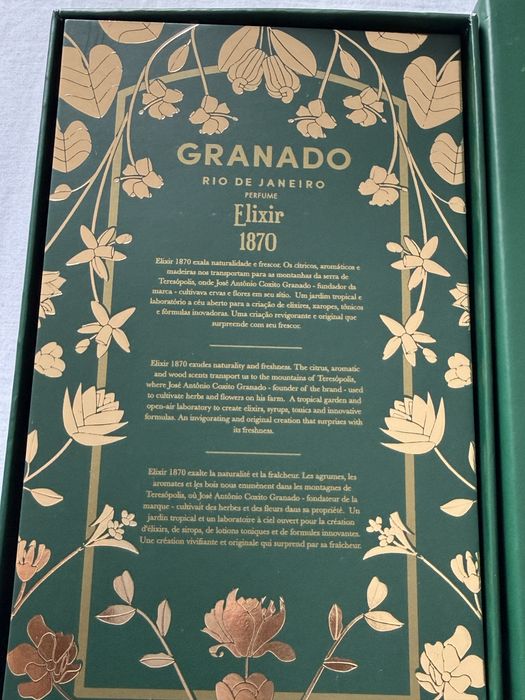 GRANADO
RIO DE JANEIRO
PERFUME
Elixir
1870
Elixir 1870 exala naturalidade e frescor. Os cítricos, aromáticos e
madeiras nos transportam para as montanhas da serra de
Teresópolis, onde José Antônio Coxito Granado - fundador da
marca - cultivava ervas e flores em seu sítio. Um jardim tropical e
laboratório a céu aberto para a criação de elixires, xaropes, tônicos
e fórmulas inovadoras. Uma criação revigorante e original que
surpreende com seu frescor.
Elixir 1870 exudes naturality and freshness. The citrus, aromatic
and wood scents transport us to the mountains of Teresópolis,
where José Antônio Coxito Granado - founder of the brand - used
to cultivate herbs and flowers on his farm. A tropical garden and
open-air laboratory to create elixirs, syrups, tonics and innovative
formulas. An invigorating and original creation that surprises with
its freshness.
Elixir 1870 exalte la naturalité et la fraîcheur. Les agrumes, les
aromates et les bois nous emmènent dans les montagnes de
Teresópolis, où José Antônio Coxito Granado - fondateur de la
marque - cultivait des herbes et des fleurs dans sa propriété. Un
jardin tropical et un laboratoire à ciel ouvert pour la création
d'élixirs, de sirops, de lotions toniques et de formules innovantes.
Une création vivifiante et originale qui surprend par sa fraîcheur.